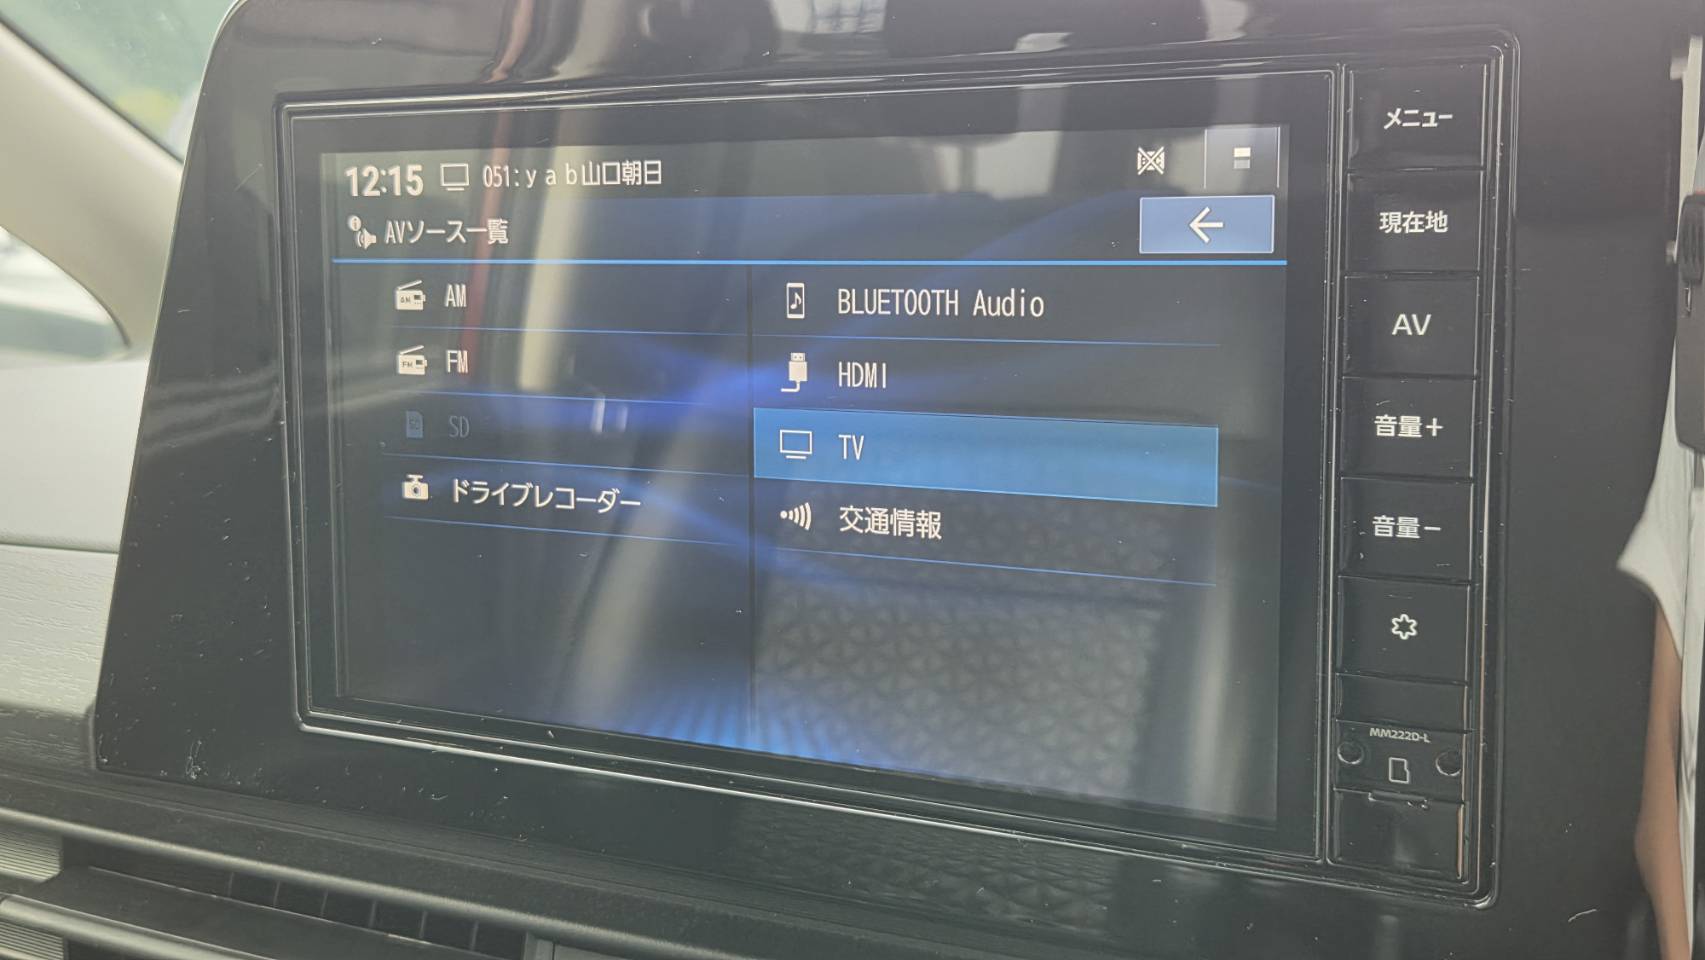 12:15 051:yab山口朝日
AVソース一覧
AM
FM
SD
ドライブレコーダー
BLUETOOTH Audio
HDMI
TV
交通情報
メニュー
現在地
AV
音量+
音量-
MM222D-L